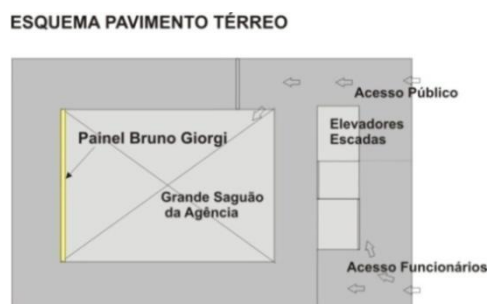 ESQUEMA PAVIMENTO TÉRREO
Acesso Público
Elevadores
Escadas
Painel Bruno Giorgi
Grande Saguão
da Agência
Acesso Funcionários